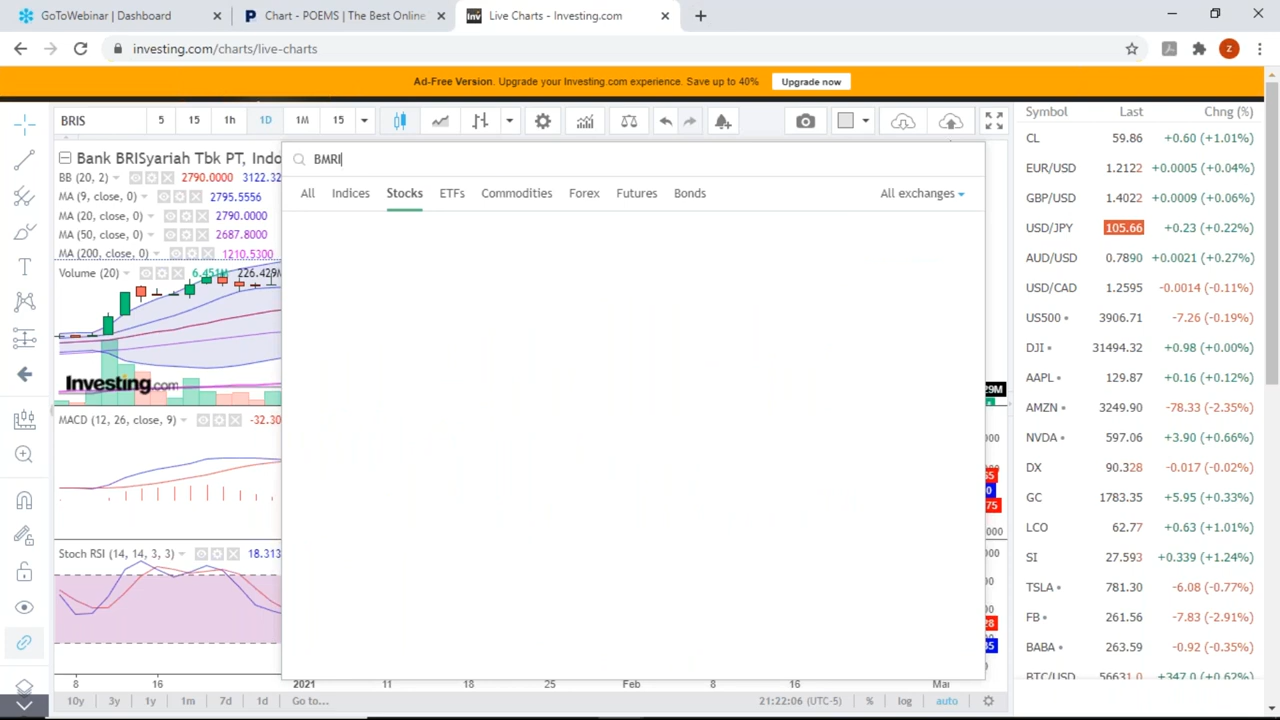 GoToWebinar | Dashboard
Chart - POEMS | The Best Online
Live Charts - Investing.com
investing.com/charts/live-charts
Z
Ad-Free Version. Upgrade your Investing.com experience. Save up to 40%
Upgrade now
BRIS 5 15 1h 1D 1M 15
BMRI
All Indices Stocks ETFs Commodities Forex Futures Bonds All exchanges
Bank BRISyariah Tbk PT, Indo
BB (20, 2) 2790.0000 3122.32
MA (9, close, 0) 2795.5556
MA (20, close, 0) 2790.0000
MA (50, close, 0) 2687.8000
MA (200, close, 0) 1210.5300
Volume (20) 6.451M 226.429M
Investing.com
MACD (12, 26, close, 9) -32.30
Stoch RSI (14, 14, 3, 3) 18.313
8 16 2021 11 18 25 Feb 8 16 Mar
10y 3y 1y 1m 7d 1d Go to... 21:22:06 (UTC-5) % log auto
Symbol Last Chng (%)
CL 59.86 +0.60 (+1.01%)
EUR/USD 1.2122 +0.0005 (+0.04%)
GBP/USD 1.4022 +0.0009 (+0.06%)
USD/JPY 105.66 +0.23 (+0.22%)
AUD/USD 0.7890 +0.0021 (+0.27%)
USD/CAD 1.2595 -0.0014 (-0.11%)
US500 3906.71 -7.26 (-0.19%)
DJI 31494.32 +0.98 (+0.00%)
AAPL 129.87 +0.16 (+0.12%)
AMZN 3249.90 -78.33 (-2.35%)
NVDA 597.06 +3.90 (+0.66%)
DX 90.328 -0.017 (-0.02%)
GC 1783.35 +5.95 (+0.33%)
LCO 62.77 +0.63 (+1.01%)
SI 27.593 +0.339 (+1.24%)
TSLA 781.30 -6.08 (-0.77%)
FB 261.56 -7.83 (-2.91%)
BABA 263.59 -0.92 (-0.35%)
BTC/USD 56631.0 +347.0 (+0.62%)